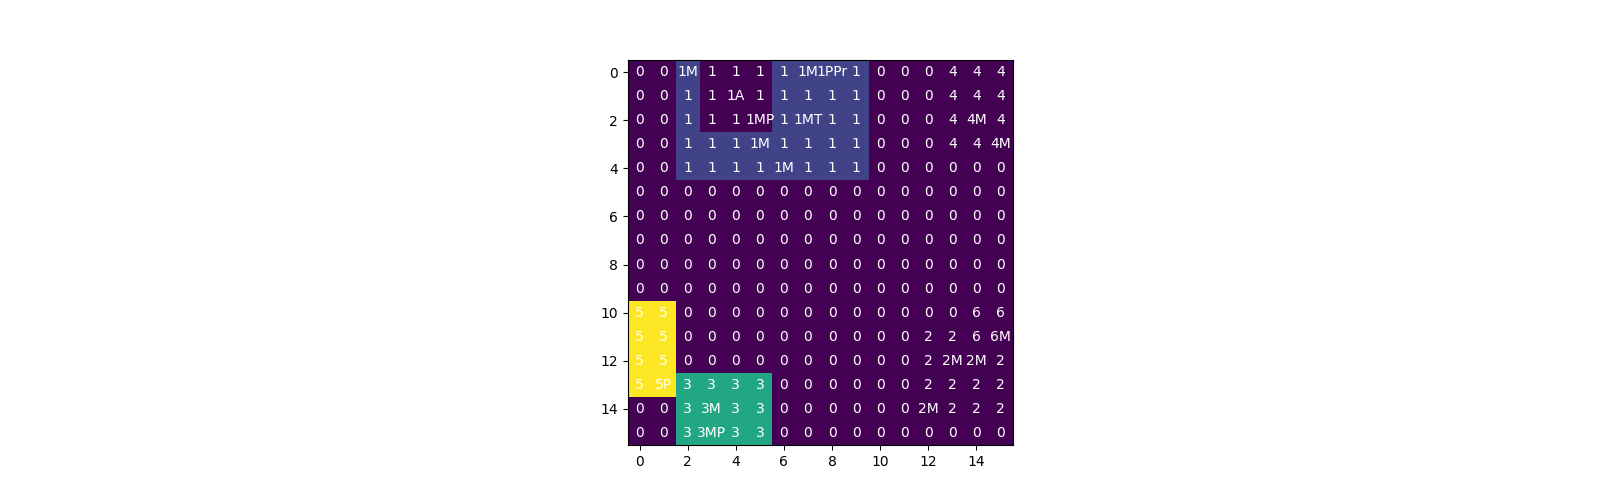 0 0 0 1M 1 1 1 1 1M 1PPr 1 0 0 0 4 4 4
0 0 1 1 1A 1 1 1 1 1 0 0 0 4 4 4
2 0 0 1 1 1 1MP 1 1MT 1 1 0 0 0 4 4M 4
0 0 1 1 1 1M 1 1 1 1 0 0 0 4 4 4M
4 0 0 1 1 1 1 1M 1 1 1 0 0 0 0 0 0
0 0 0 0 0 0 0 0 0 0 0 0 0 0 0 0
6 0 0 0 0 0 0 0 0 0 0 0 0 0 0 0 0
0 0 0 0 0 0 0 0 0 0 0 0 0 0 0 0
8 0 0 0 0 0 0 0 0 0 0 0 0 0 0 0 0
0 0 0 0 0 0 0 0 0 0 0 0 0 0 0 0
10 5 5 0 0 0 0 0 0 0 0 0 0 0 0 6 6
5 5 0 0 0 0 0 0 0 0 0 0 2 2 6 6M
12 5 5 0 0 0 0 0 0 0 0 0 0 2 2M 2M 2
5 5P 3 3 3 3 0 0 0 0 0 0 2 2 2 2
14 0 0 3 3M 3 3 0 0 0 0 0 0 2M 2 2 2
0 0 3 3MP 3 3 0 0 0 0 0 0 0 0 0 0
0 2 4 6 8 10 12 14